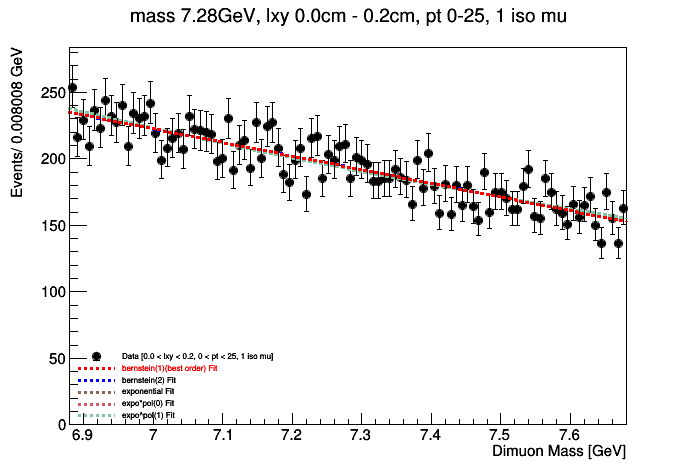 mass 7.28GeV, lxy 0.0cm - 0.2cm, pt 0-25, 1 iso mu
Events/ 0.008008 GeV
250
200
150
100
50
0
Data [0.0 < lxy < 0.2, 0 < pt < 25, 1 iso mu]
bernstein(1)(best order) Fit
bernstein(2) Fit
exponential Fit
expo*pol(0) Fit
expo*pol(1) Fit
6.9 7 7.1 7.2 7.3 7.4 7.5 7.6
Dimuon Mass [GeV]